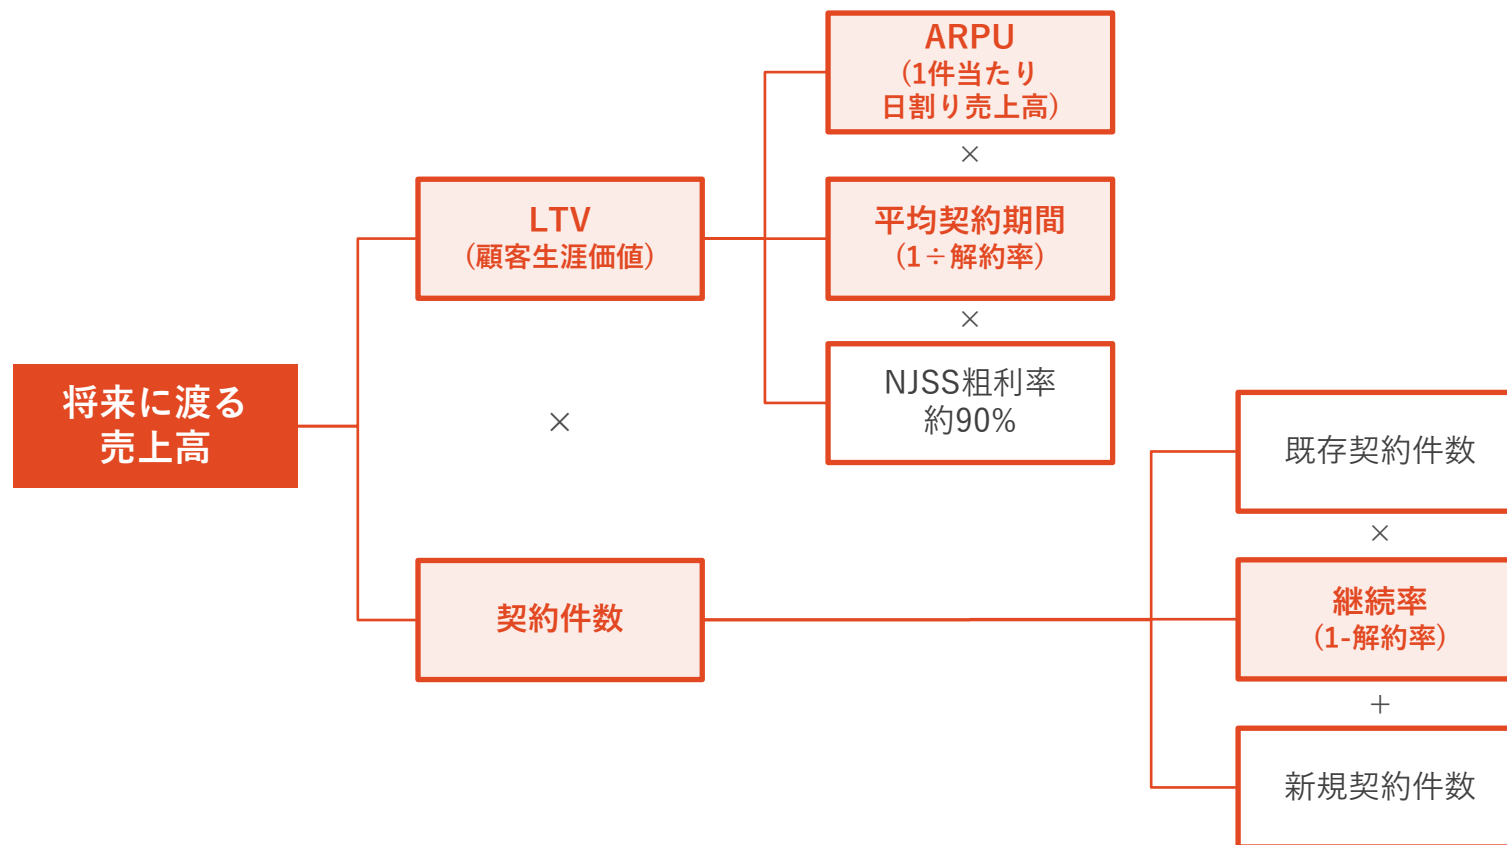 ARPU
(1件当たり
日割り売上高)
×
LTV
(顧客生涯価値)
平均契約期間
(1÷解約率)
×
NJSS粗利率
約90%
将来に渡る
売上高
×
既存契約件数
×
契約件数
継続率
(1-解約率)
+
新規契約件数